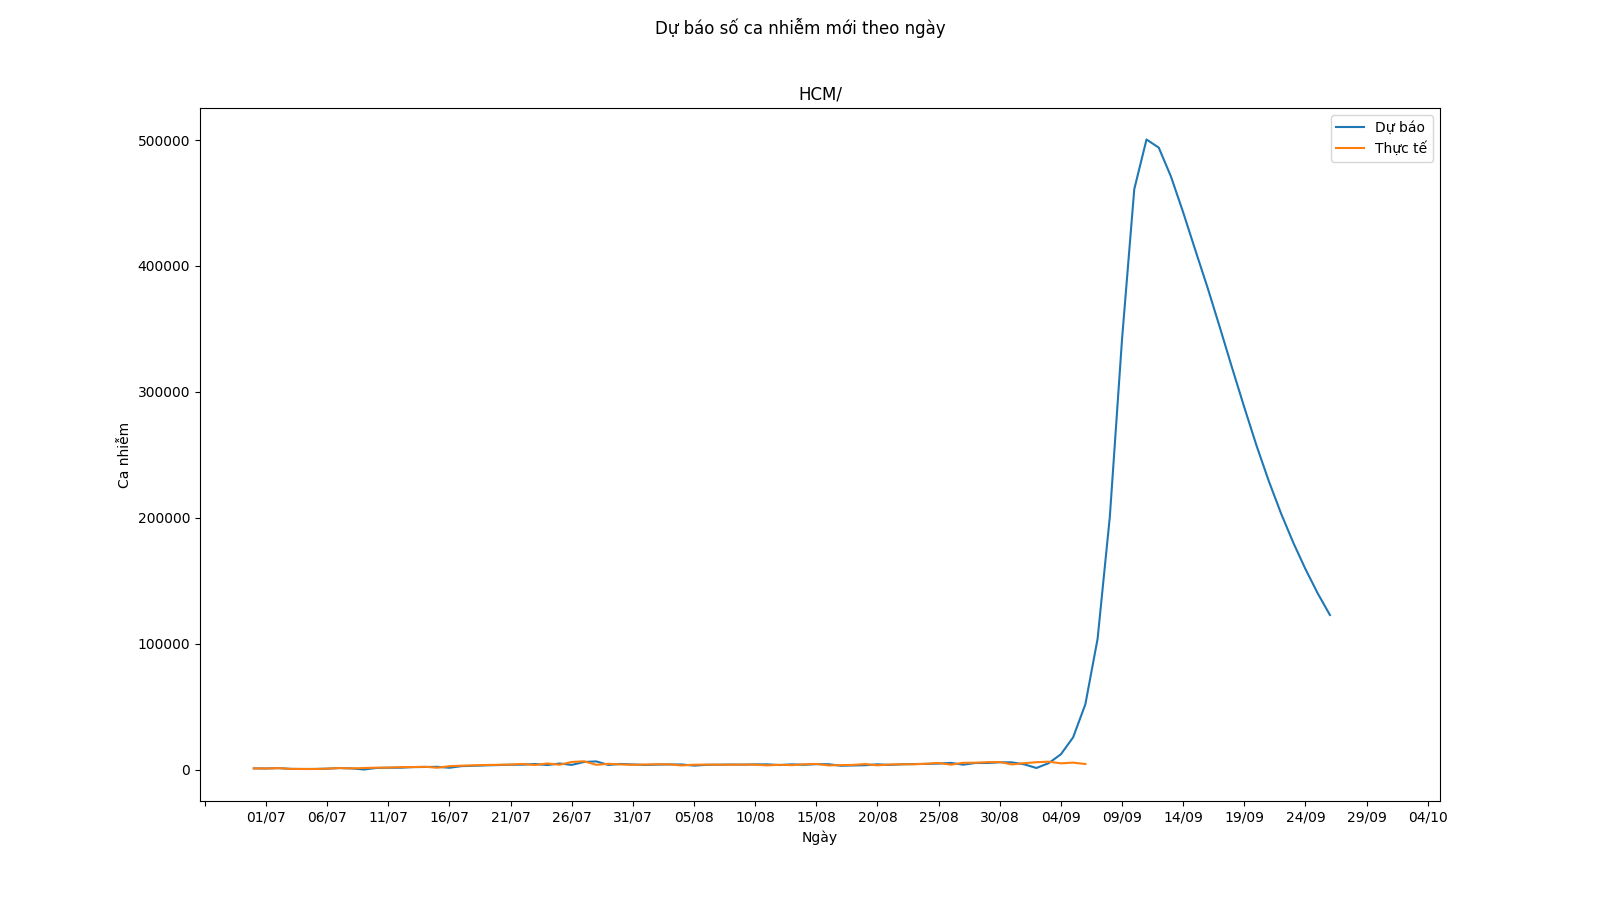 Dự báo số ca nhiễm mới theo ngày
HCM/
Dự báo
Thực tế
500000
400000
300000
200000
100000
0
Ca nhiễm
01/07 06/07 11/07 16/07 21/07 26/07 31/07 05/08 10/08 15/08 20/08 25/08 30/08 04/09 09/09 14/09 19/09 24/09 29/09 04/10
Ngày